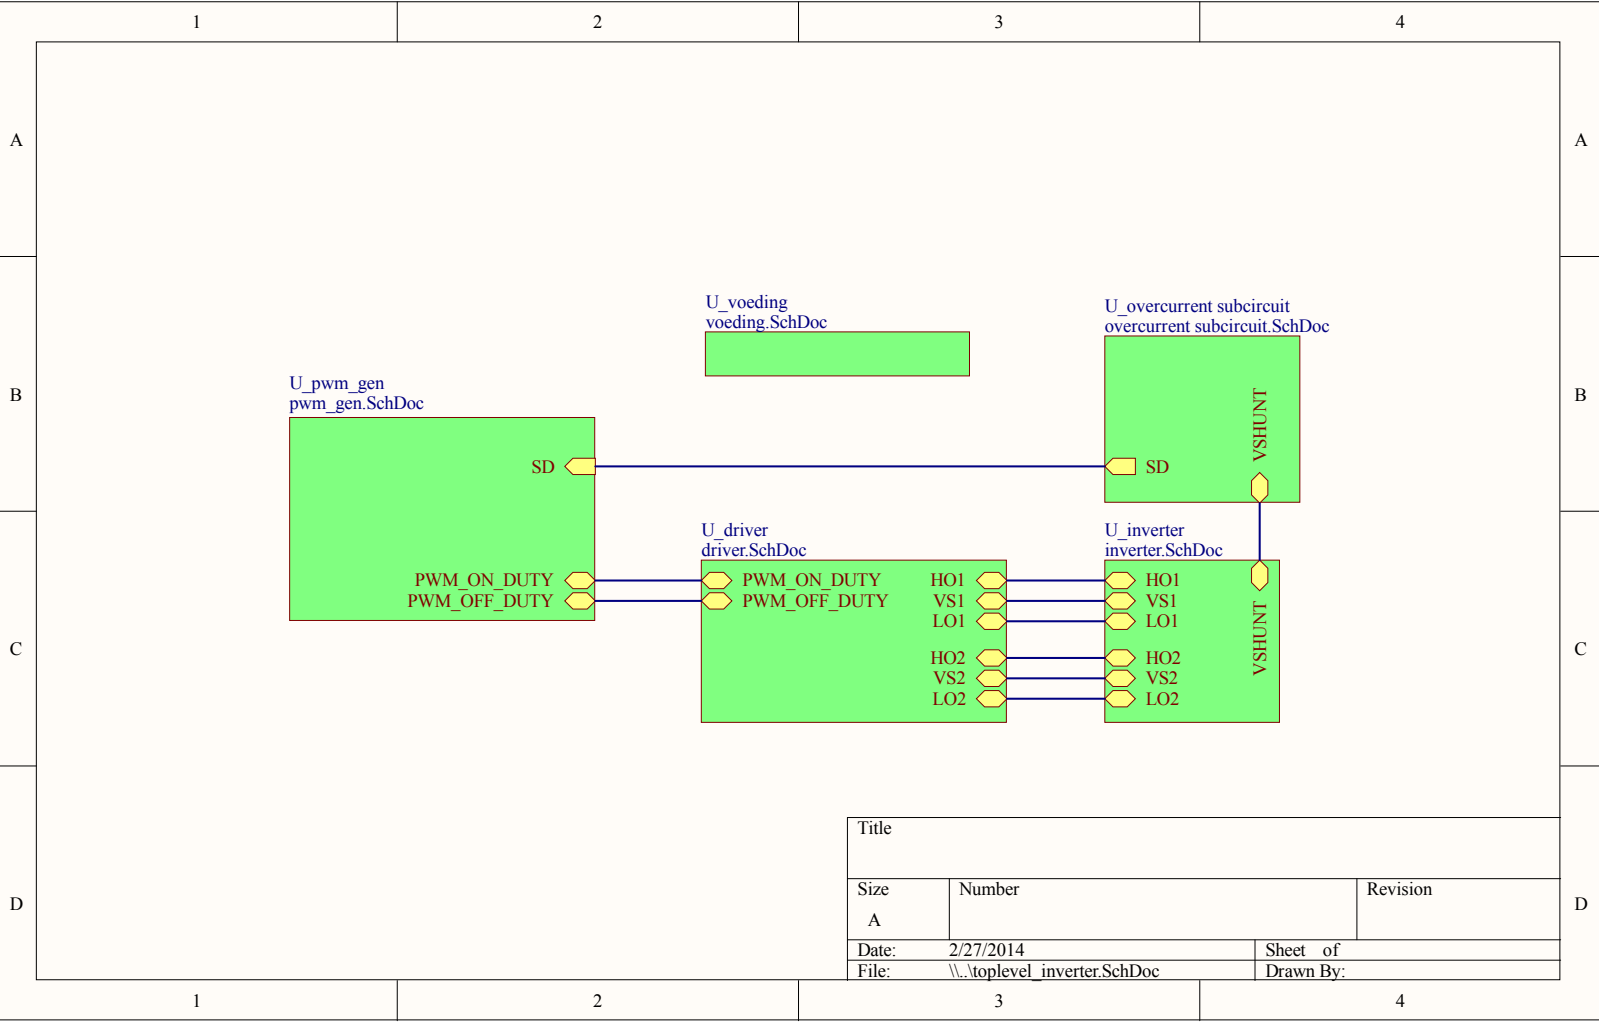 1 2 3 4
A A
U_voeding
voeding.SchDoc
U_overcurrent subcircuit
overcurrent subcircuit.SchDoc
U_pwm_gen
pwm_gen.SchDoc
B B
VSHUNT
SD
SD
U_driver
driver.SchDoc
U_inverter
inverter.SchDoc
PWM_ON_DUTY PWM_ON_DUTY HO1 HO1
PWM_OFF_DUTY PWM_OFF_DUTY VS1 VS1
LO1 LO1
VSHUNT
C C
HO2 HO2
VS2 VS2
LO2 LO2
Title
Size Number Revision
A
D D
Date: 2/27/2014 Sheet of
File: \\..\toplevel_inverter.SchDoc Drawn By:
1 2 3 4